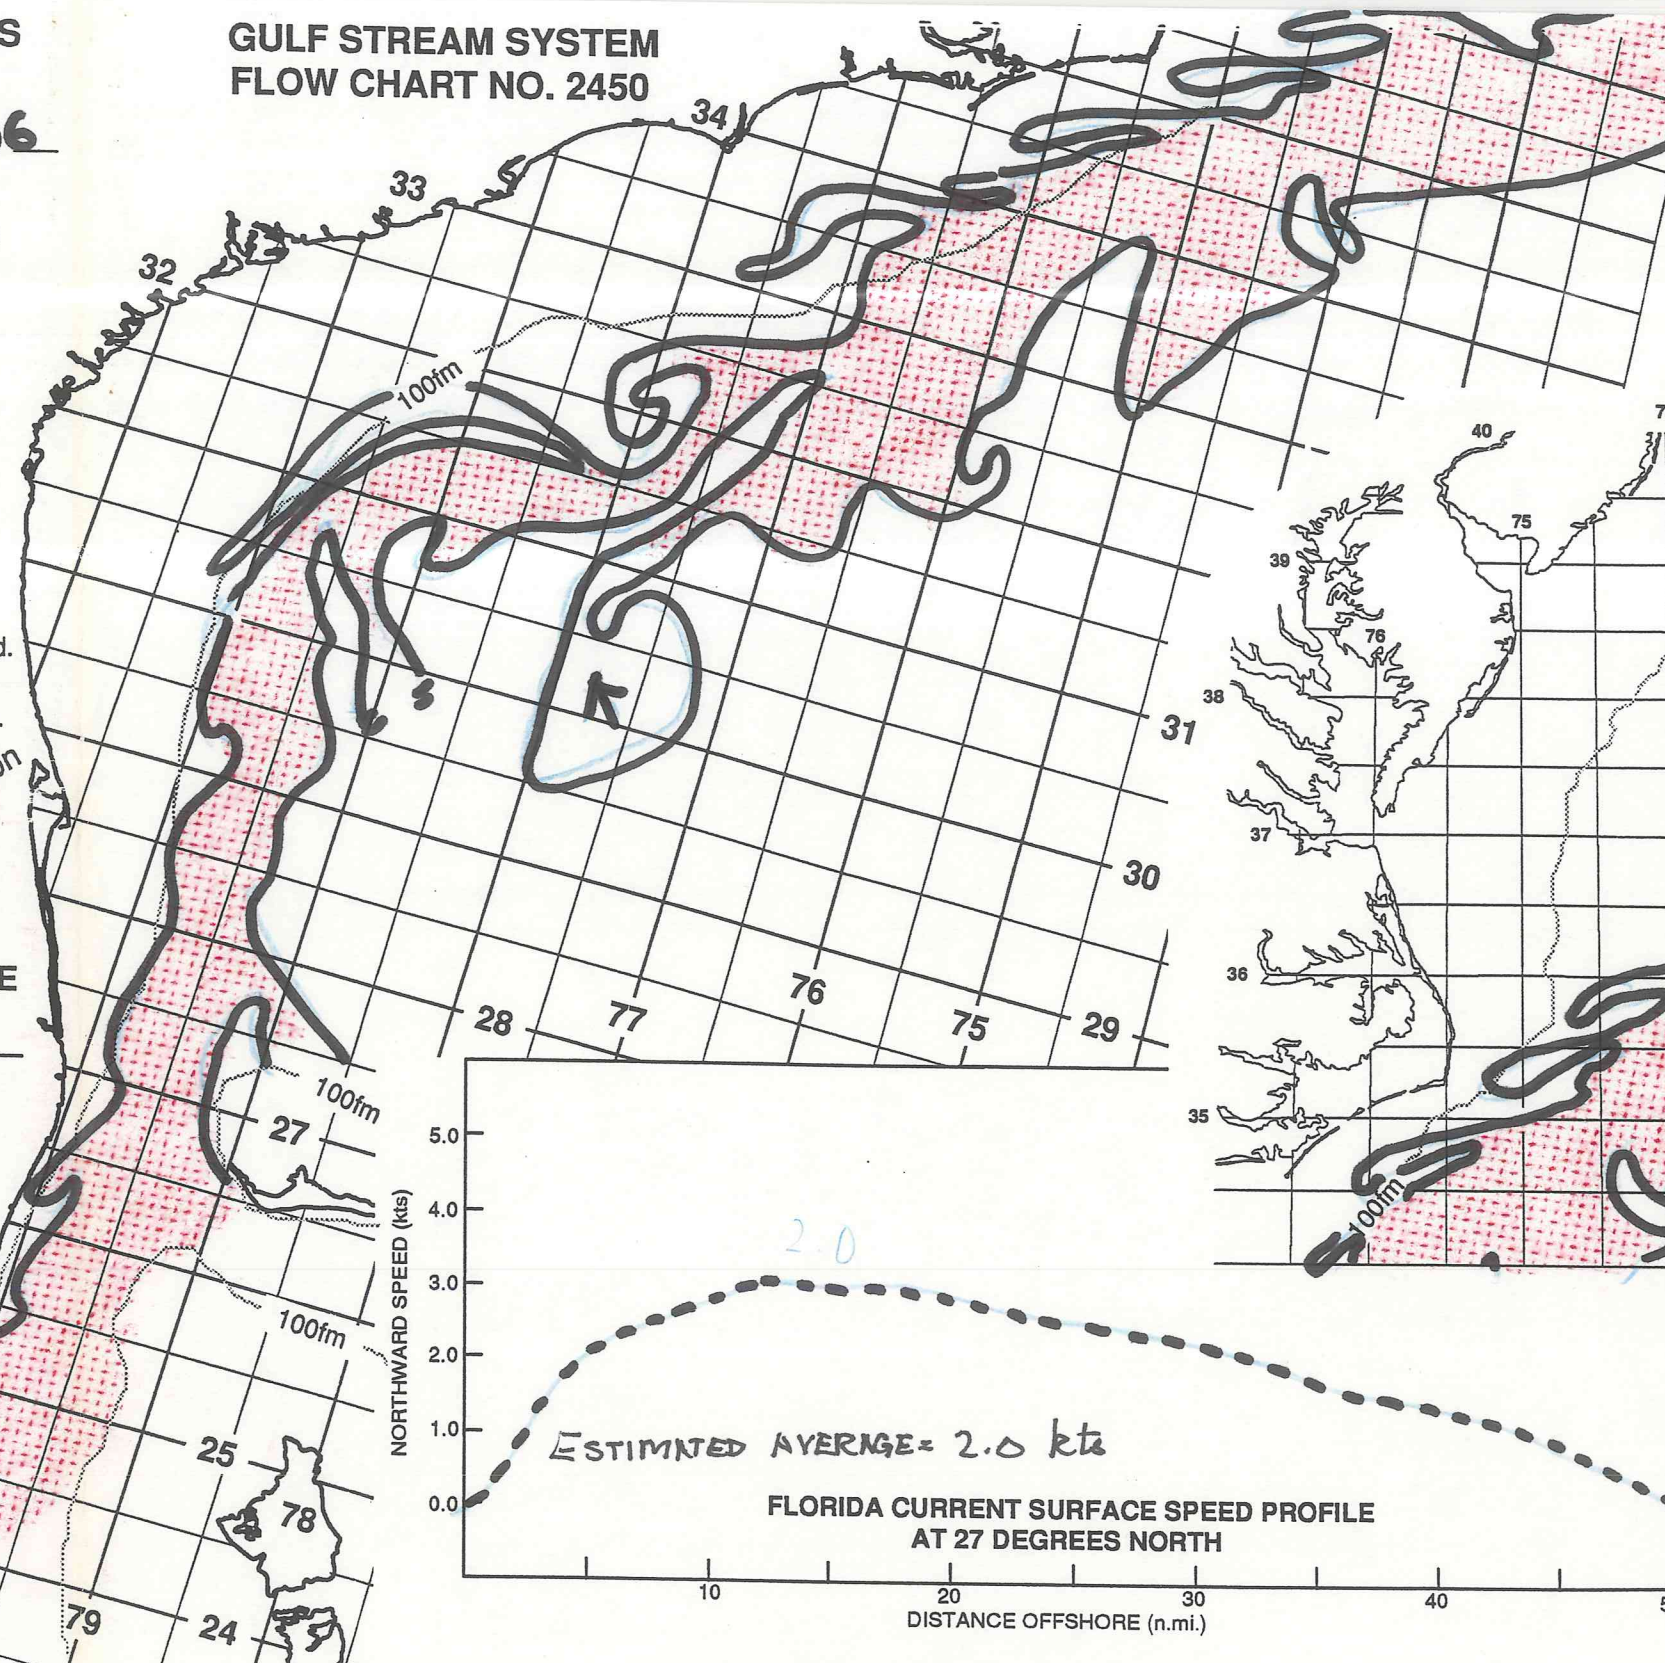 S
GULF STREAM SYSTEM
FLOW CHART NO. 2450
6
34
33
32
100fm
40
75
39
76
38
37
36
35
100fm
d.
on
E
31
30
29
28
77
76
75
100fm
27
100fm
25
78
79
24
NORTHWARD SPEED (kts)
5.0
4.0
3.0
2.0
1.0
0.0
2.0
ESTIMATED AVERAGE= 2.0 kts
FLORIDA CURRENT SURFACE SPEED PROFILE
AT 27 DEGREES NORTH
10
20
30
40
DISTANCE OFFSHORE (n.mi.)